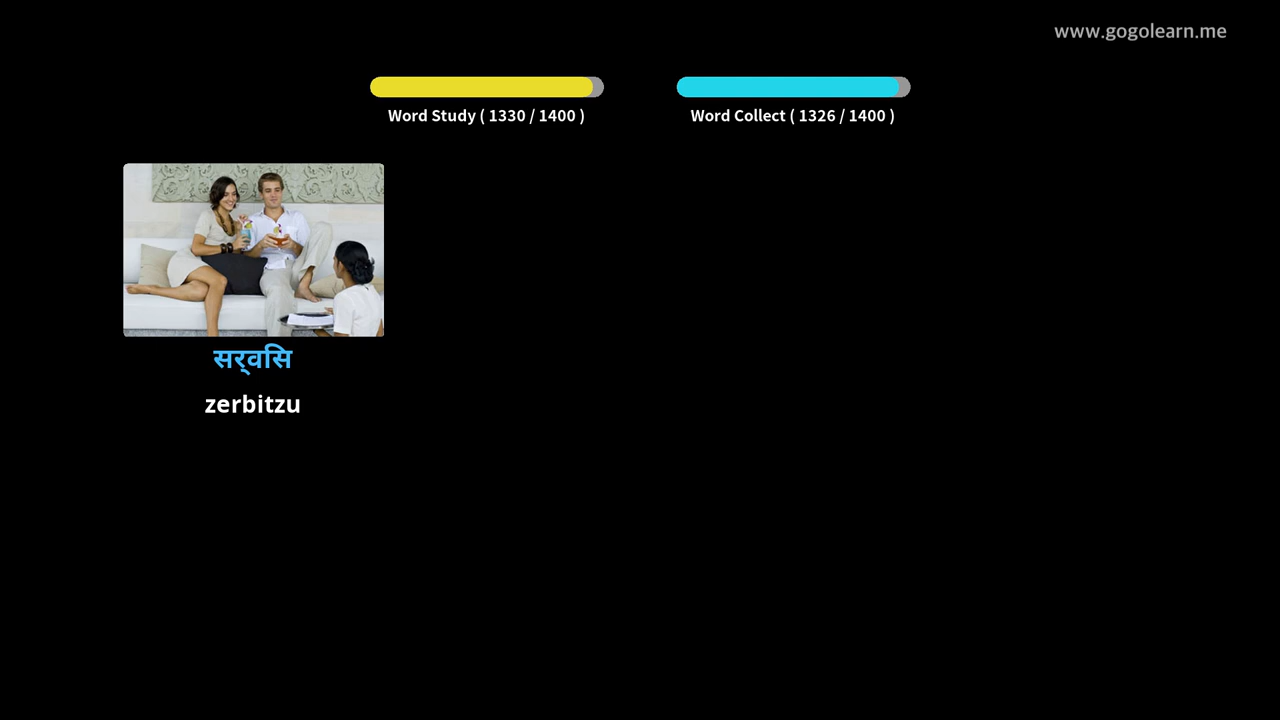 www.gogolearn.me
Word Study ( 1330 / 1400 )
Word Collect ( 1326 / 1400 )
सर्वसि
zerbitzu